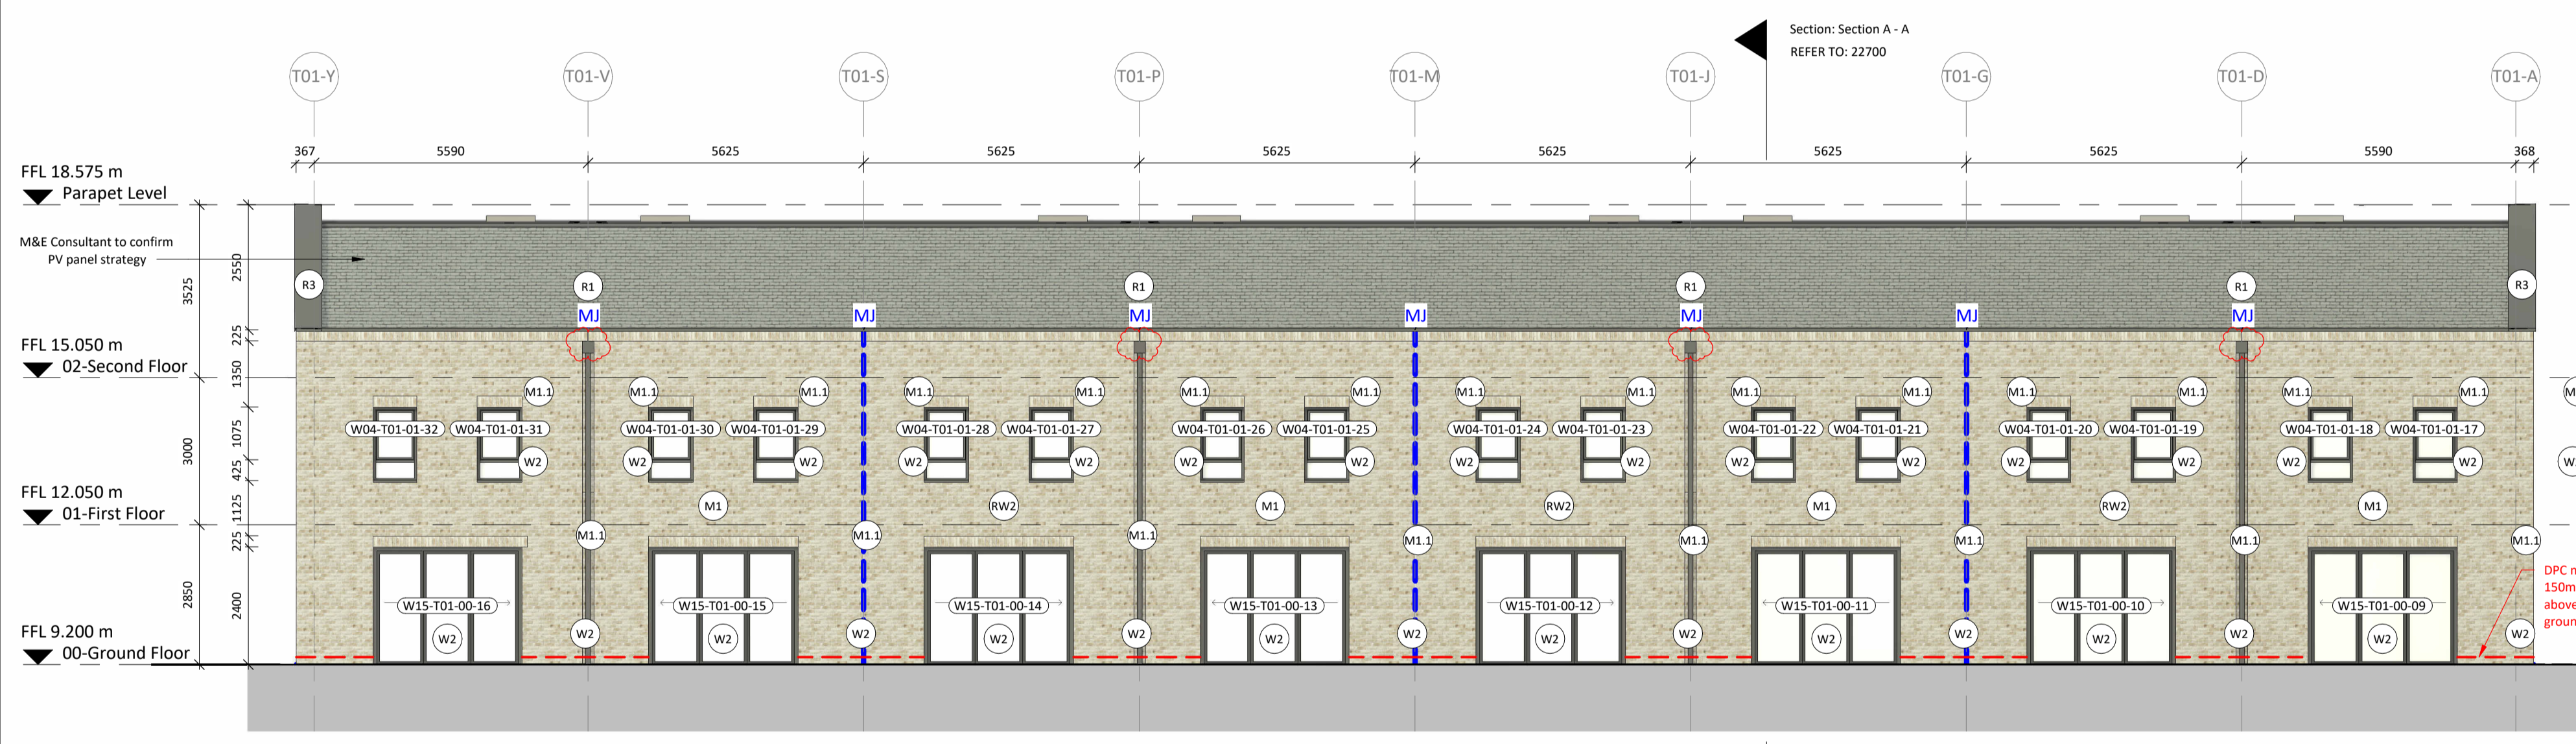 Section: Section A - A
REFER TO: 22700
T01-Y T01-V T01-S T01-P T01-M T01-J T01-G T01-D T01-A
367 5590 5625 5625 5625 5625 5625 5625 5590 368
FFL 18.575 m
Parapet Level
M&E Consultant to confirm
PV panel strategy
3525
2550
R3 R1 R1 R1 R1 R3
MJ MJ MJ MJ MJ MJ MJ
225
FFL 15.050 m
02-Second Floor
1350
M1.1 M1.1 M1.1 M1.1 M1.1 M1.1 M1.1 M1.1 M1.1 M1.1 M1.1 M1.1 M1.1 M1.1 M1.1
W04-T01-01-32 W04-T01-01-31 W04-T01-01-30 W04-T01-01-29 W04-T01-01-28 W04-T01-01-27 W04-T01-01-26 W04-T01-01-25 W04-T01-01-24 W04-T01-01-23 W04-T01-01-22 W04-T01-01-21 W04-T01-01-20 W04-T01-01-19 W04-T01-01-18 W04-T01-01-17
3000
1075
425
W2 W2 W2 W2 W2 W2 W2 W2 W2 W2 W2 W2 W2 W2 W2 W
FFL 12.050 m
01-First Floor
1125
M1 RW2 M1 RW2 M1 RW2 M1
225
M1.1 M1.1 M1.1 M1.1 M1.1 M1.1 M1.1 M1.1
2850
2400
DPC
150m
above
groun
W15-T01-00-16 W15-T01-00-15 W15-T01-00-14 W15-T01-00-13 W15-T01-00-12 W15-T01-00-11 W15-T01-00-10 W15-T01-00-09
FFL 9.200 m
00-Ground Floor
W2 W2 W2 W2 W2 W2 W2 W2 W2 W2 W2 W2 W2 W2 W2 W2